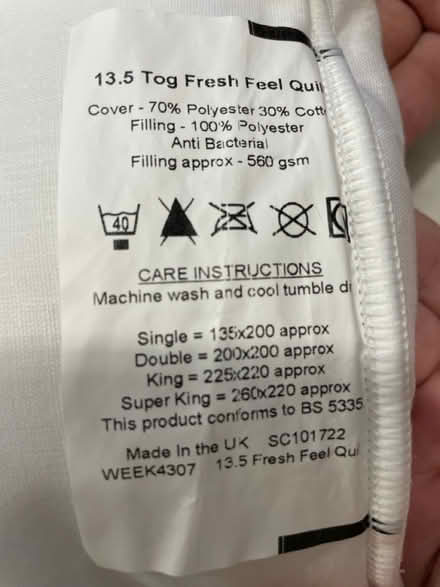 13.5 Tog Fresh Feel Quil
Cover - 70% Polyester 30% Cott
Filling - 100% Polyester
Anti Bacterial
Filling approx - 560 gsm
40
CARE INSTRUCTIONS
Machine wash and cool tumble d
Single = 135x200 approx
Double = 200x200 approx
King = 225x220 approx
Super King = 260x220 approx
This product conforms to BS 5335
Made In the UK SC101722
WEEK4307 13.5 Fresh Feel Qui